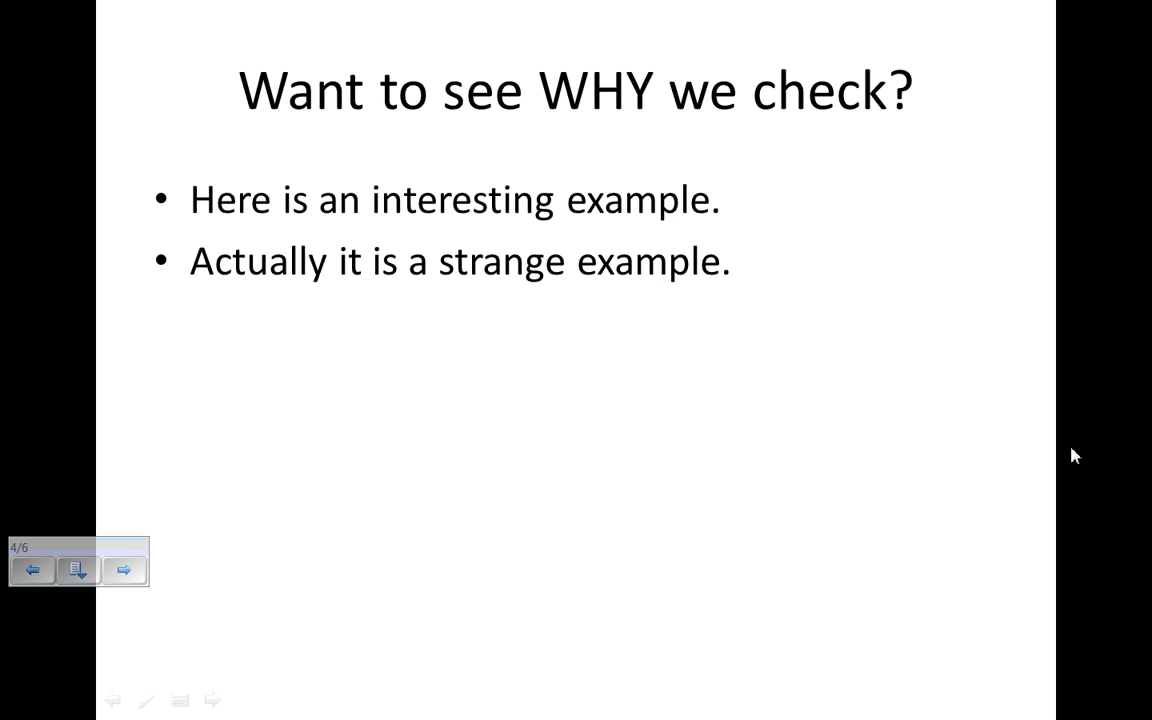 Want to see WHY we check?
• Here is an interesting example.
• Actually it is a strange example.
4/6